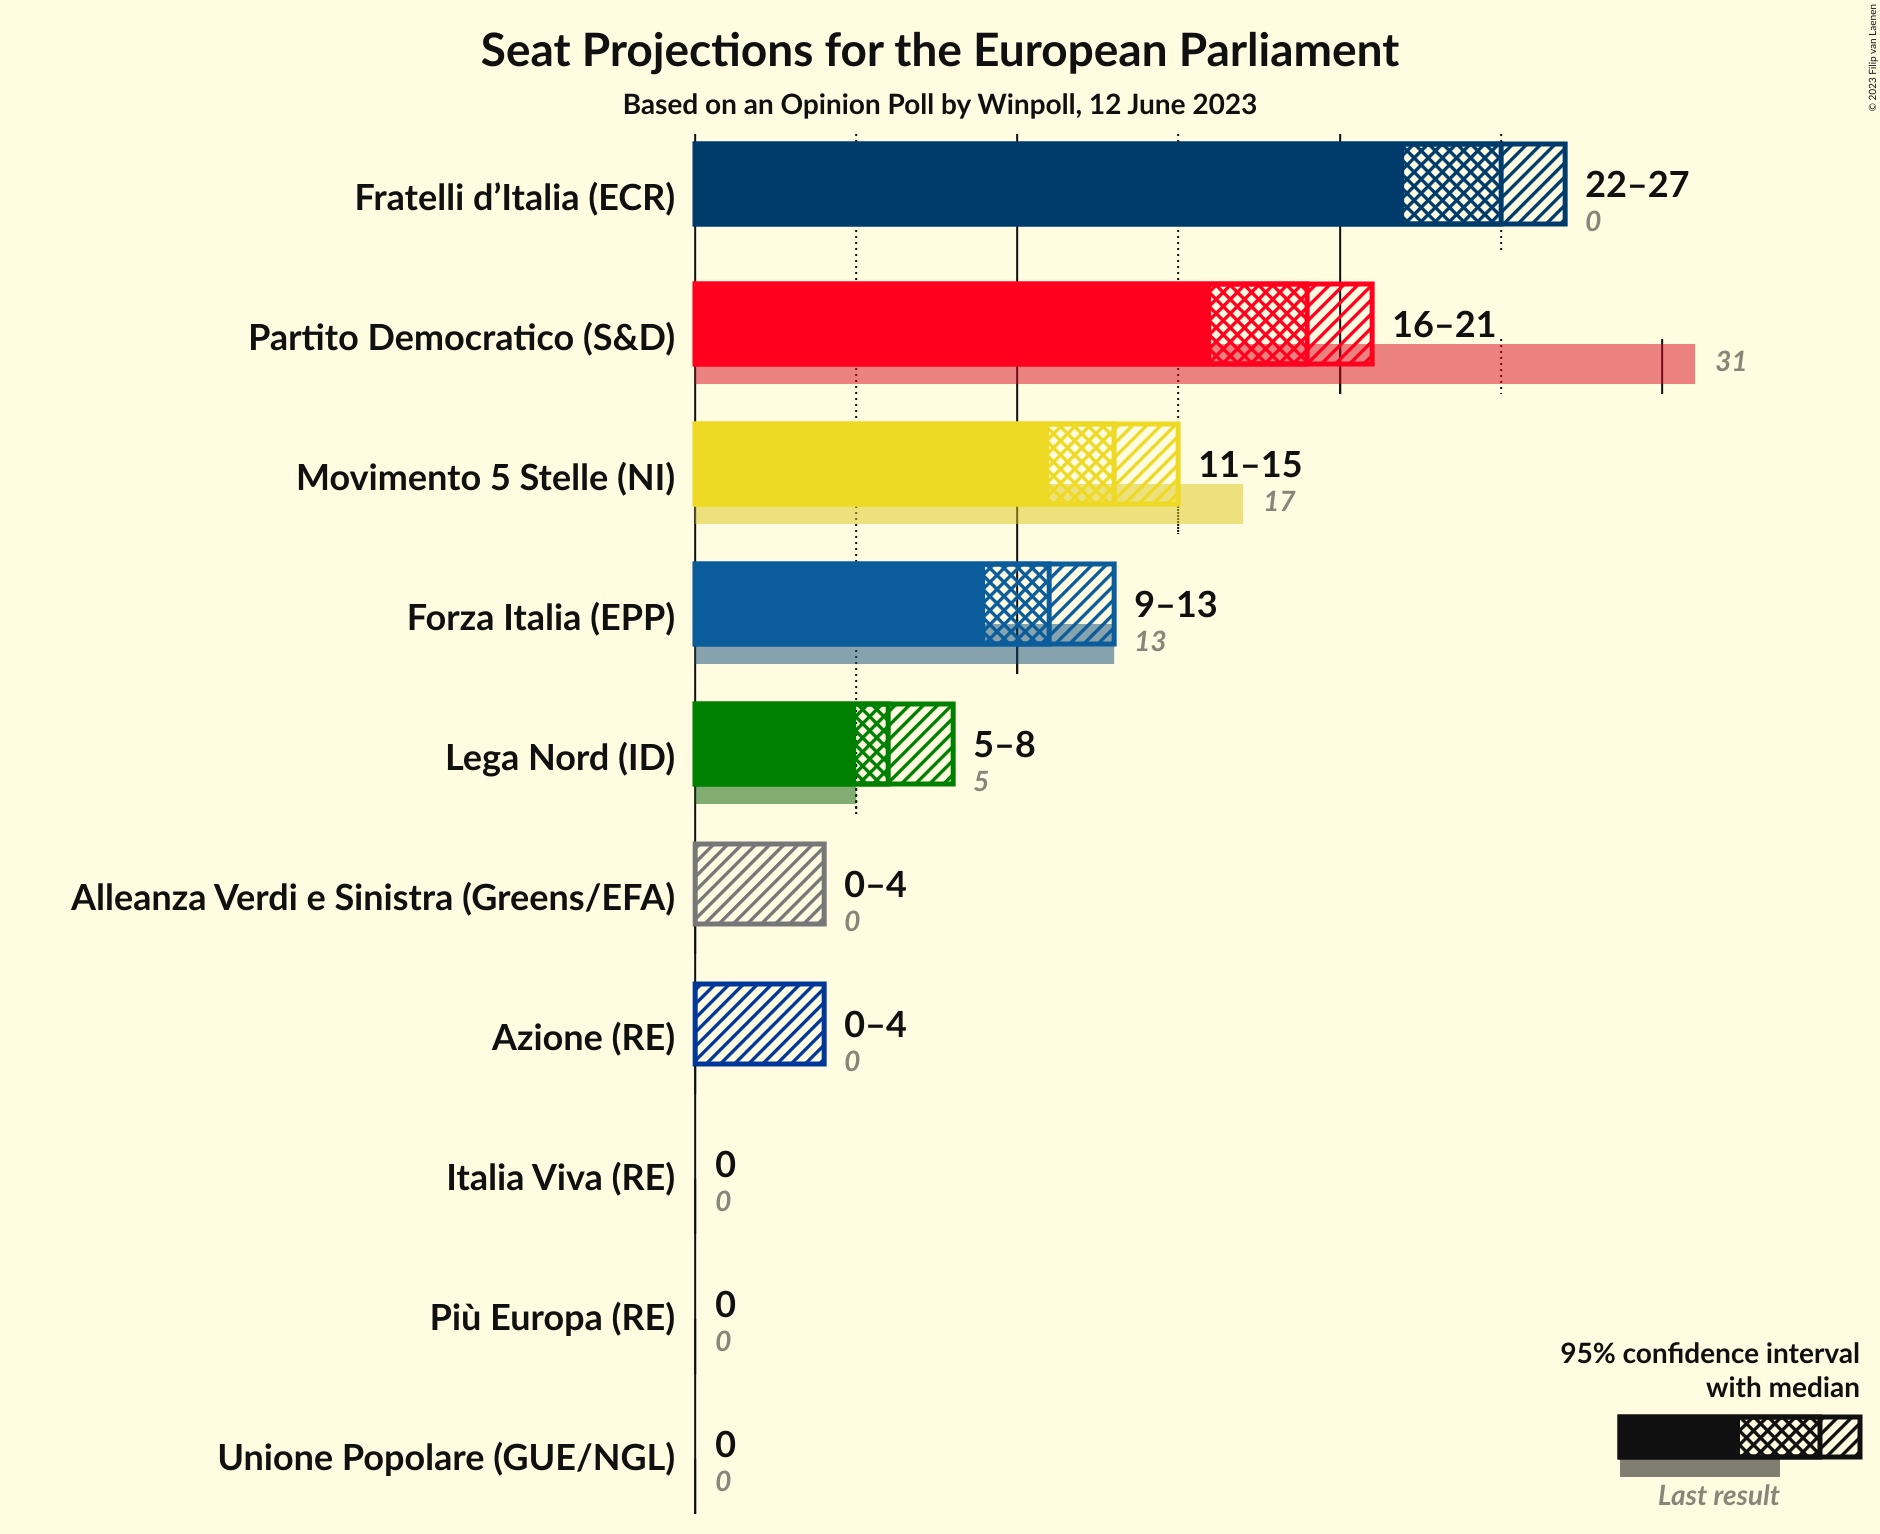 Seat Projections for the European Parliament
Based on an Opinion Poll by Winpoll, 12 June 2023
© 2023 Filip van Laenen
Fratelli d’Italia (ECR)
22–27
0
Partito Democratico (S&D)
16–21
31
Movimento 5 Stelle (NI)
11–15
17
Forza Italia (EPP)
9–13
13
Lega Nord (ID)
5–8
5
Alleanza Verdi e Sinistra (Greens/EFA)
0–4
0
Azione (RE)
0–4
0
Italia Viva (RE)
0
0
Più Europa (RE)
0
0
Unione Popolare (GUE/NGL)
0
0
95% confidence interval
with median
Last result